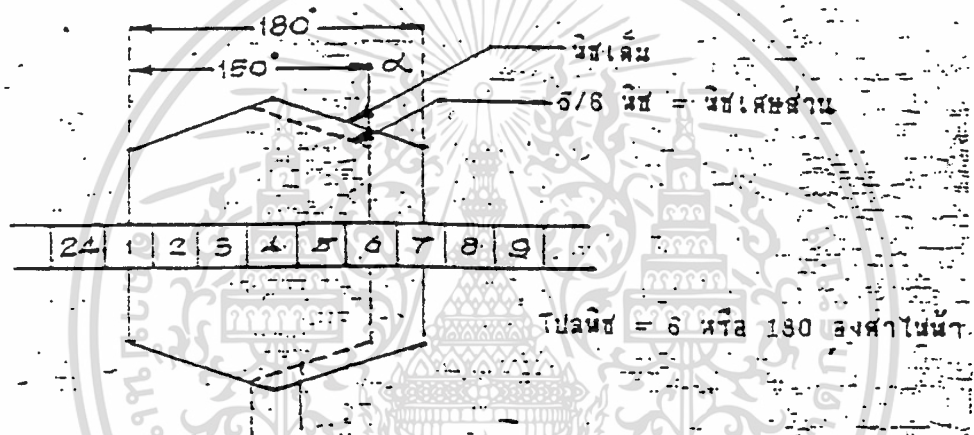 180°
150° α
พิชเต็ม
5/6 พิช = พิชเศษส่วน
24 1 2 3 4 5 6 7 8 9
โปลพิช = 6 หรือ 180 องศาไฟฟ้า